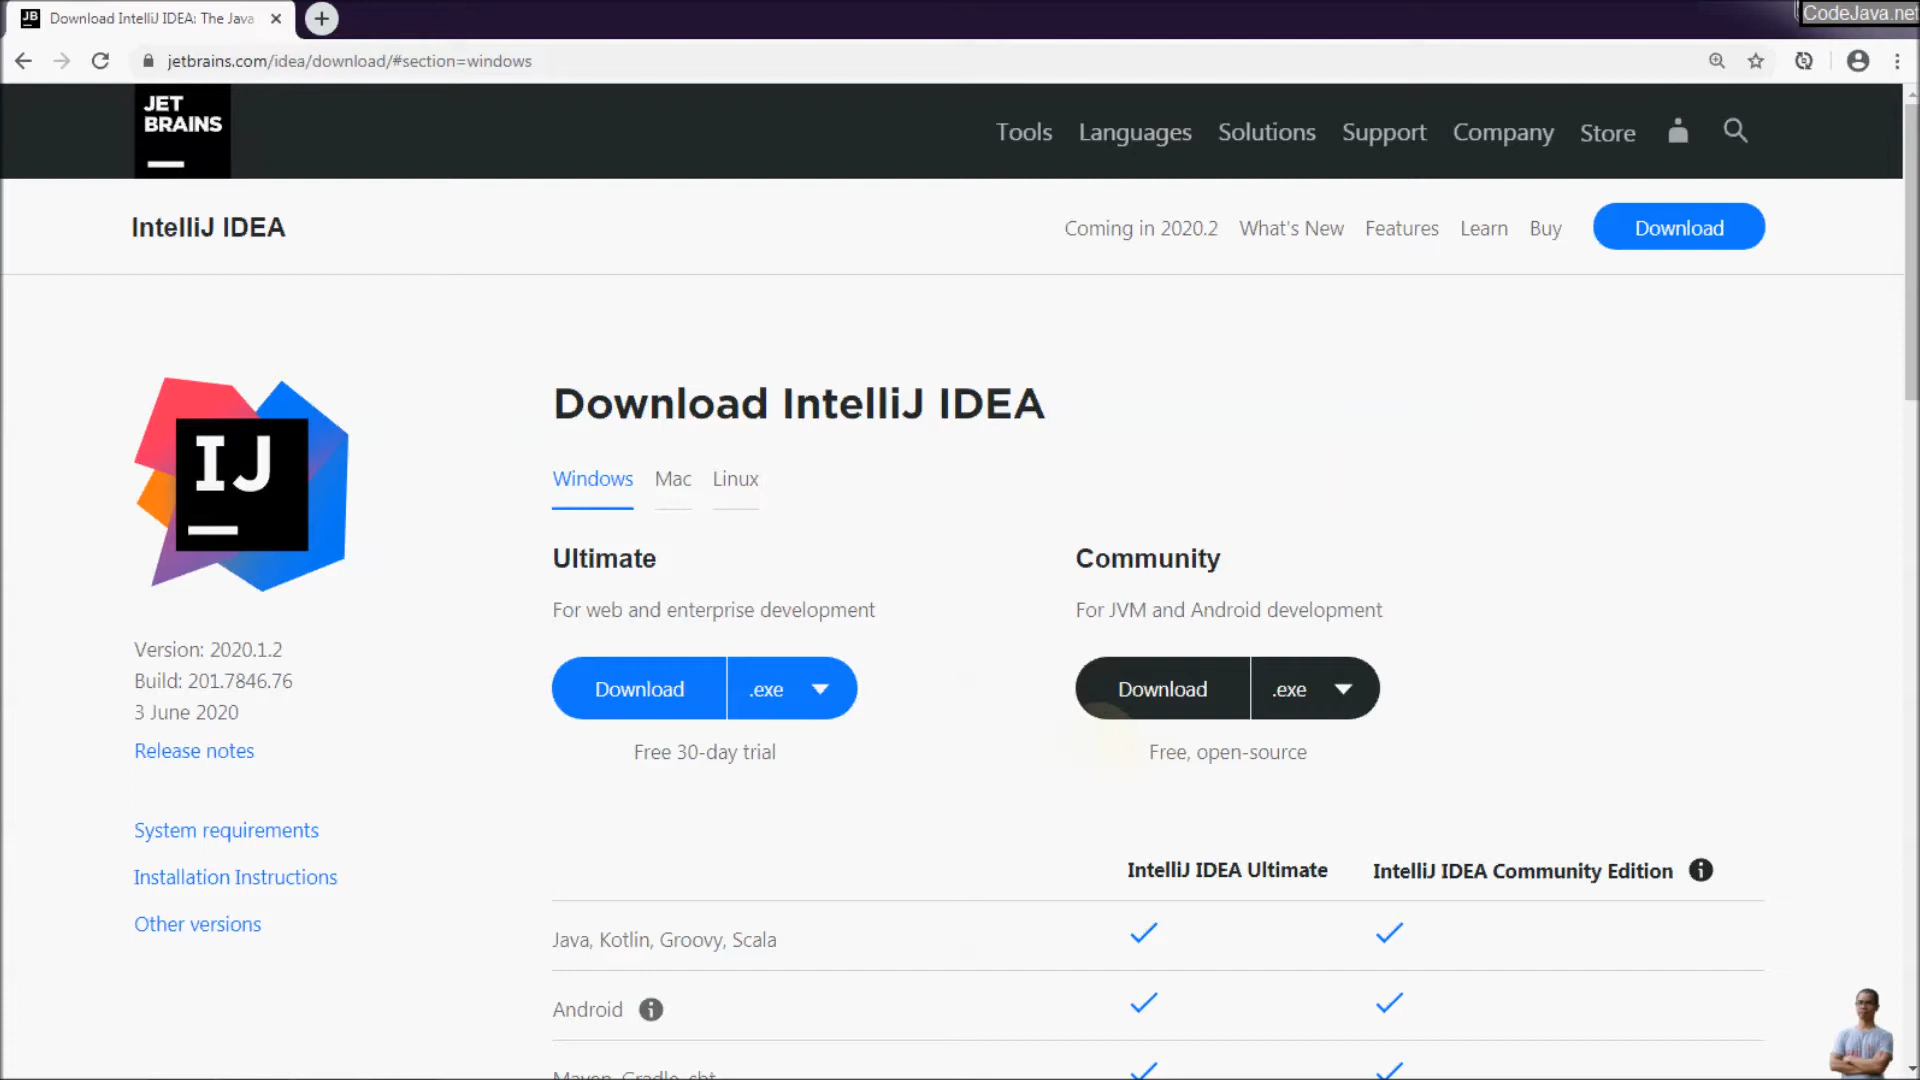 JB Download IntelliJ IDEA: The Java
CodeJava.net
jetbrains.com/idea/download/#section=windows
JET
BRAINS
Tools Languages Solutions Support Company Store
IntelliJ IDEA
Coming in 2020.2 What's New Features Learn Buy Download
IJ
Download IntelliJ IDEA
Windows Mac Linux
Ultimate Community
For web and enterprise development For JVM and Android development
Download .exe Download .exe
Free 30-day trial Free, open-source
Version: 2020.1.2
Build: 201.7846.76
3 June 2020
Release notes
System requirements
Installation Instructions
Other versions
IntelliJ IDEA Ultimate IntelliJ IDEA Community Edition
Java, Kotlin, Groovy, Scala
Android
Maven, Gradle, sbt